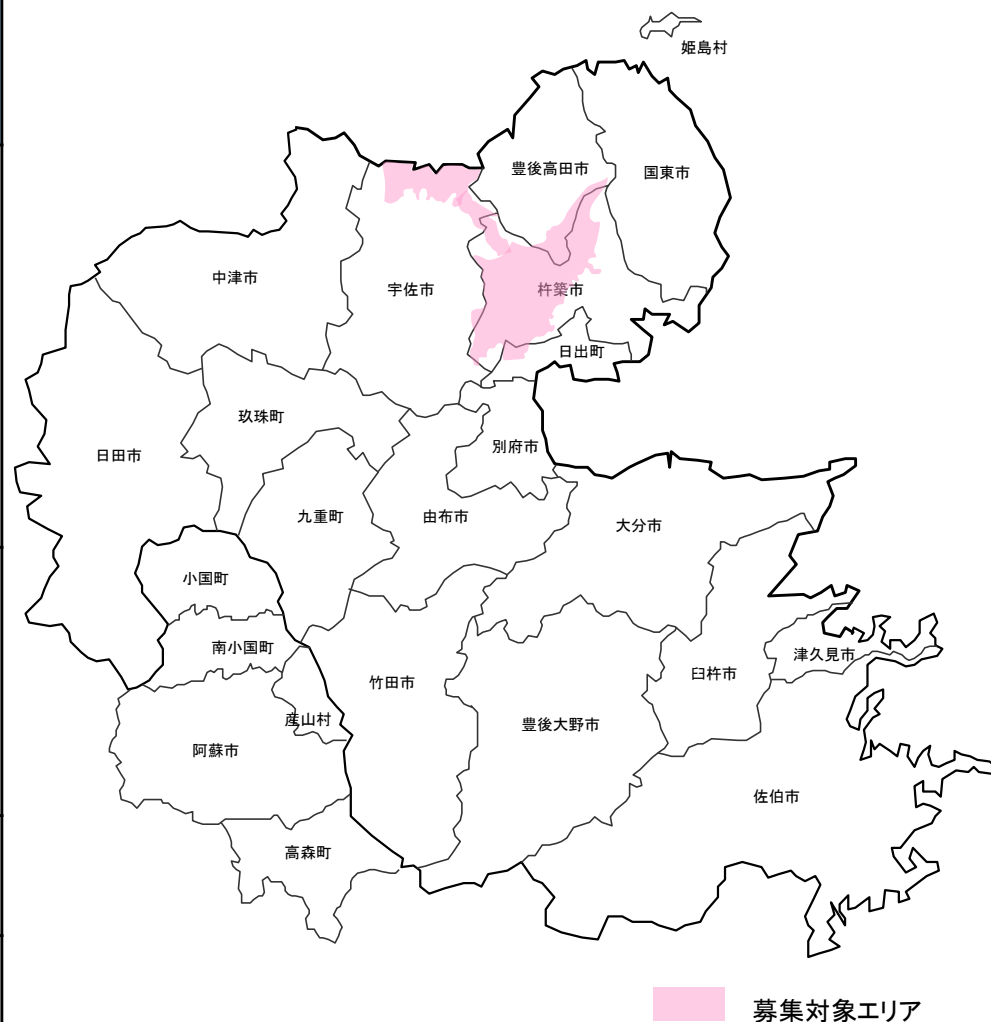 姫島村
豊後高田市
国東市
中津市
宇佐市
杵築市
日出町
玖珠町
別府市
日田市
九重町
由布市
大分市
小国町
南小国町
津久見市
臼杵市
竹田市
産山村
豊後大野市
阿蘇市
佐伯市
高森町
募集対象エリア